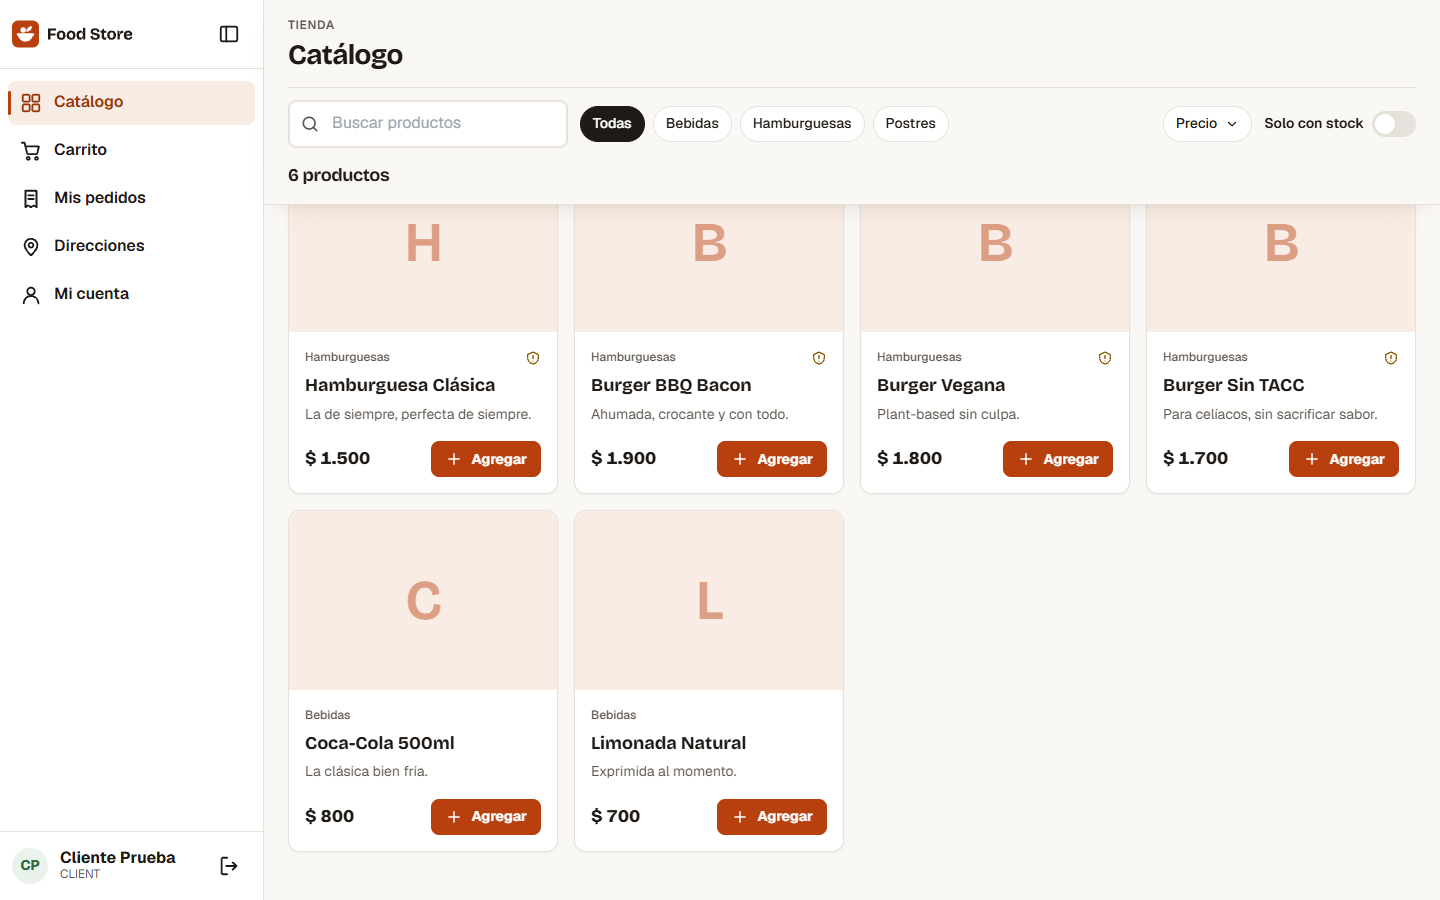 Food Store
Catálogo
Carrito
Mis pedidos
Direcciones
Mi cuenta
CP
Cliente Prueba
CLIENT
TIENDA
Catálogo
Buscar productos
Todas
Bebidas
Hamburguesas
Postres
Precio
Solo con stock
6 productos
H
Hamburguesas
Hamburguesa Clásica
La de siempre, perfecta de siempre.
$ 1.500
Agregar
B
Hamburguesas
Burger BBQ Bacon
Ahumada, crocante y con todo.
$ 1.900
Agregar
B
Hamburguesas
Burger Vegana
Plant-based sin culpa.
$ 1.800
Agregar
B
Hamburguesas
Burger Sin TACC
Para celíacos, sin sacrificar sabor.
$ 1.700
Agregar
C
Bebidas
Coca-Cola 500ml
La clásica bien fría.
$ 800
Agregar
L
Bebidas
Limonada Natural
Exprimida al momento.
$ 700
Agregar